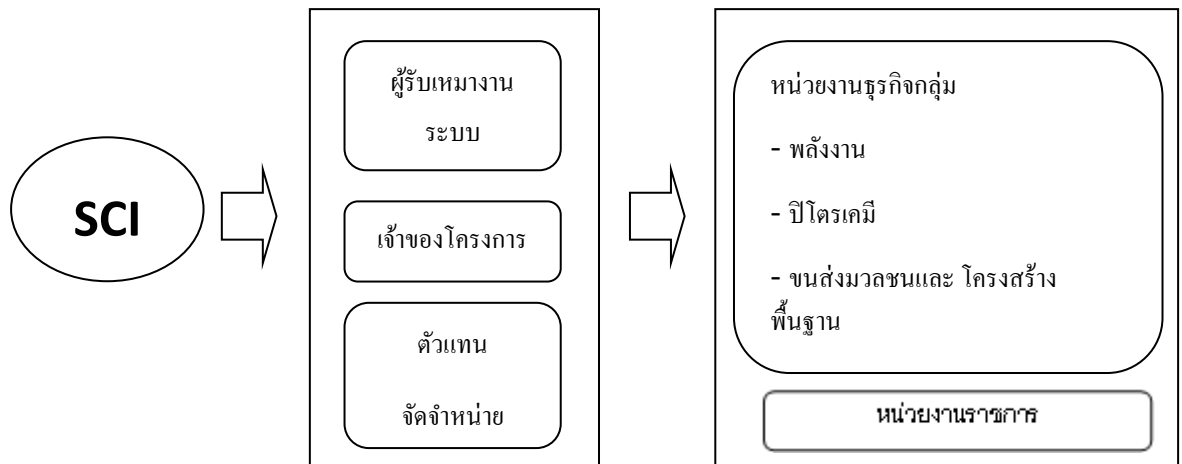 SCI
ผู้รับเหมางาน
ระบบ
เจ้าของโครงการ
ตัวแทน
จัดจำหน่าย
หน่วยงานธุรกิจกลุ่ม
- พลังงาน
- ปิโตรเคมี
- ขนส่งมวลชนและ โครงสร้าง
พื้นฐาน
หน่วยงานราชการ